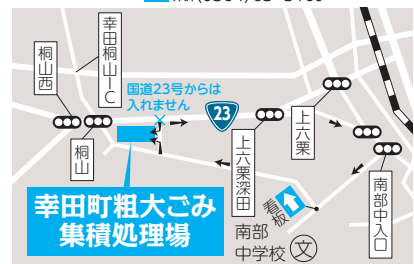 幸田桐山IC
桐山西
桐山
国道23号からは
入れません
23
上六栗
上六栗深田
南部中入口
幸田町粗大ごみ
集積処理場
看板
南部
中学校
文